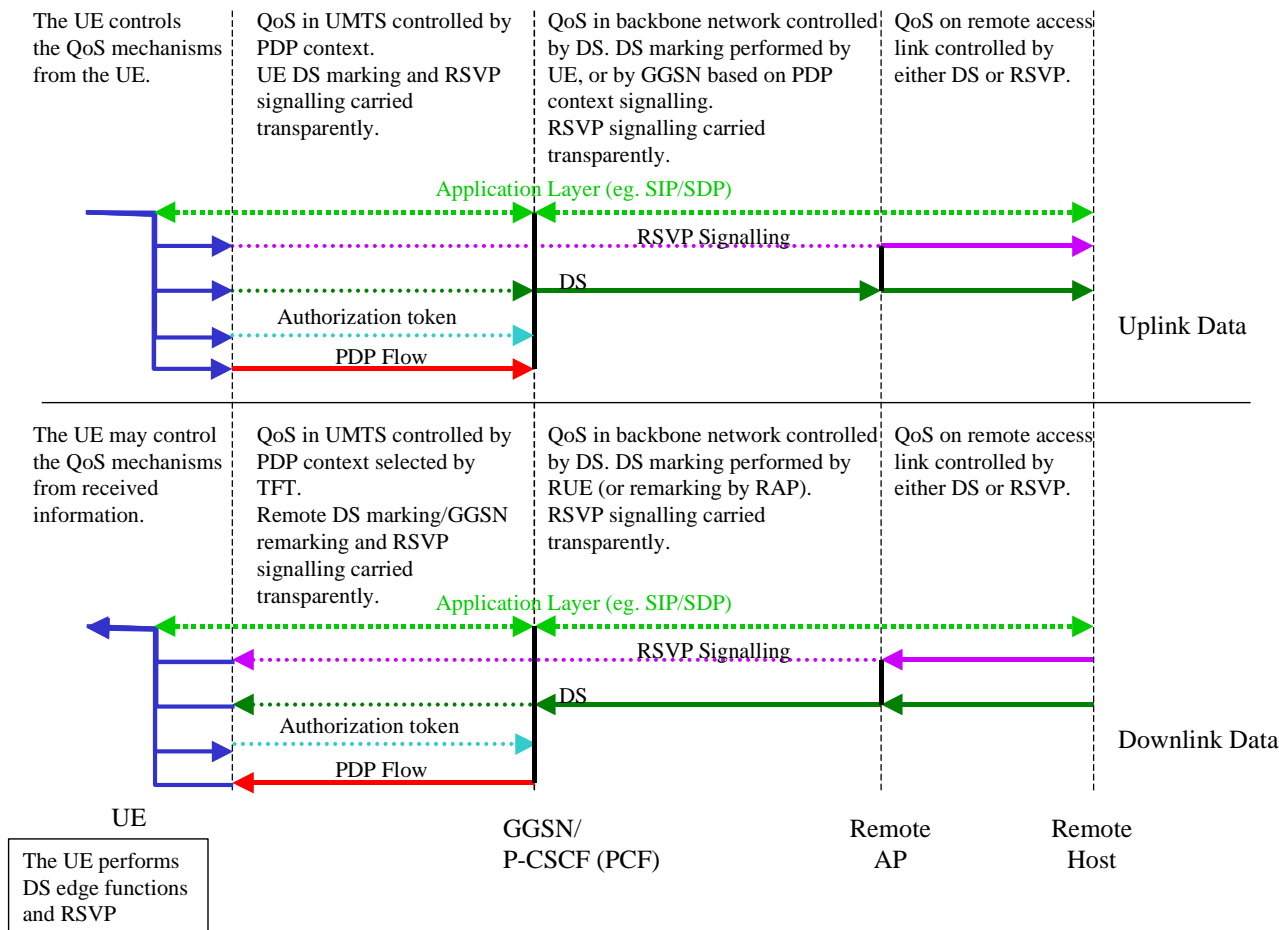 The UE controls
the QoS mechanisms
from the UE.
QoS in UMTS controlled by
PDP context.
UE DS marking and RSVP
signalling carried
transparently.
QoS in backbone network controlled
by DS. DS marking performed by
UE, or by GGSN based on PDP
context signalling.
RSVP signalling carried
transparently.
QoS on remote access
link controlled by
either DS or RSVP.
Application Layer (eg. SIP/SDP)
RSVP Signalling
DS
Authorization token
PDP Flow
Uplink Data
The UE may control
the QoS mechanisms
from received
information.
QoS in UMTS controlled by
PDP context selected by
TFT.
Remote DS marking/GGSN
remarking and RSVP
signalling carried
transparently.
QoS in backbone network controlled
by DS. DS marking performed by
RUE (or remarking by RAP).
RSVP signalling carried
transparently.
QoS on remote access
link controlled by
either DS or RSVP.
Application Layer (eg. SIP/SDP)
RSVP Signalling
DS
Authorization token
PDP Flow
Downlink Data
UE
GGSN/
P-CSCF (PCF)
Remote
AP
Remote
Host
The UE performs
DS edge functions
and RSVP